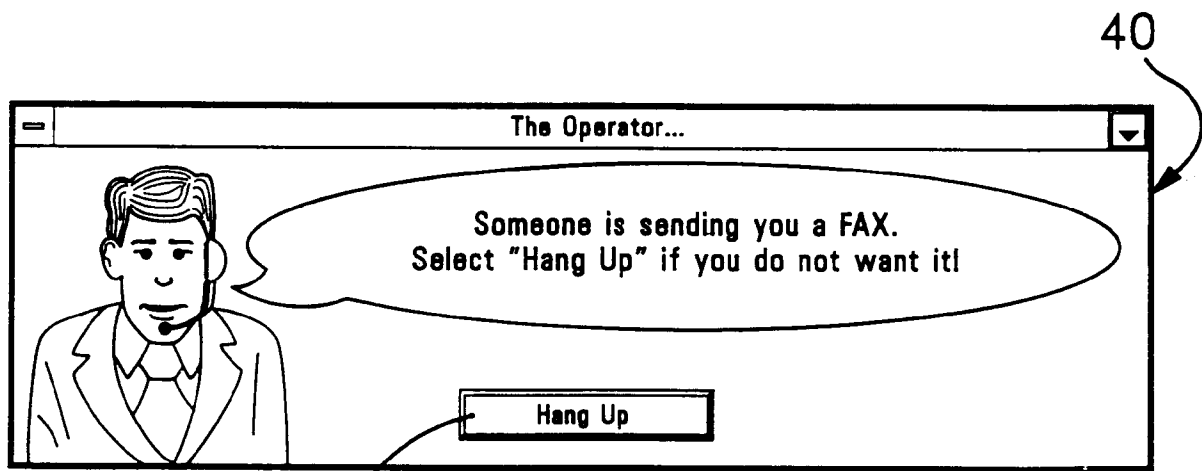 40
The Operator...
Someone is sending you a FAX.
Select "Hang Up" if you do not want it!
Hang Up